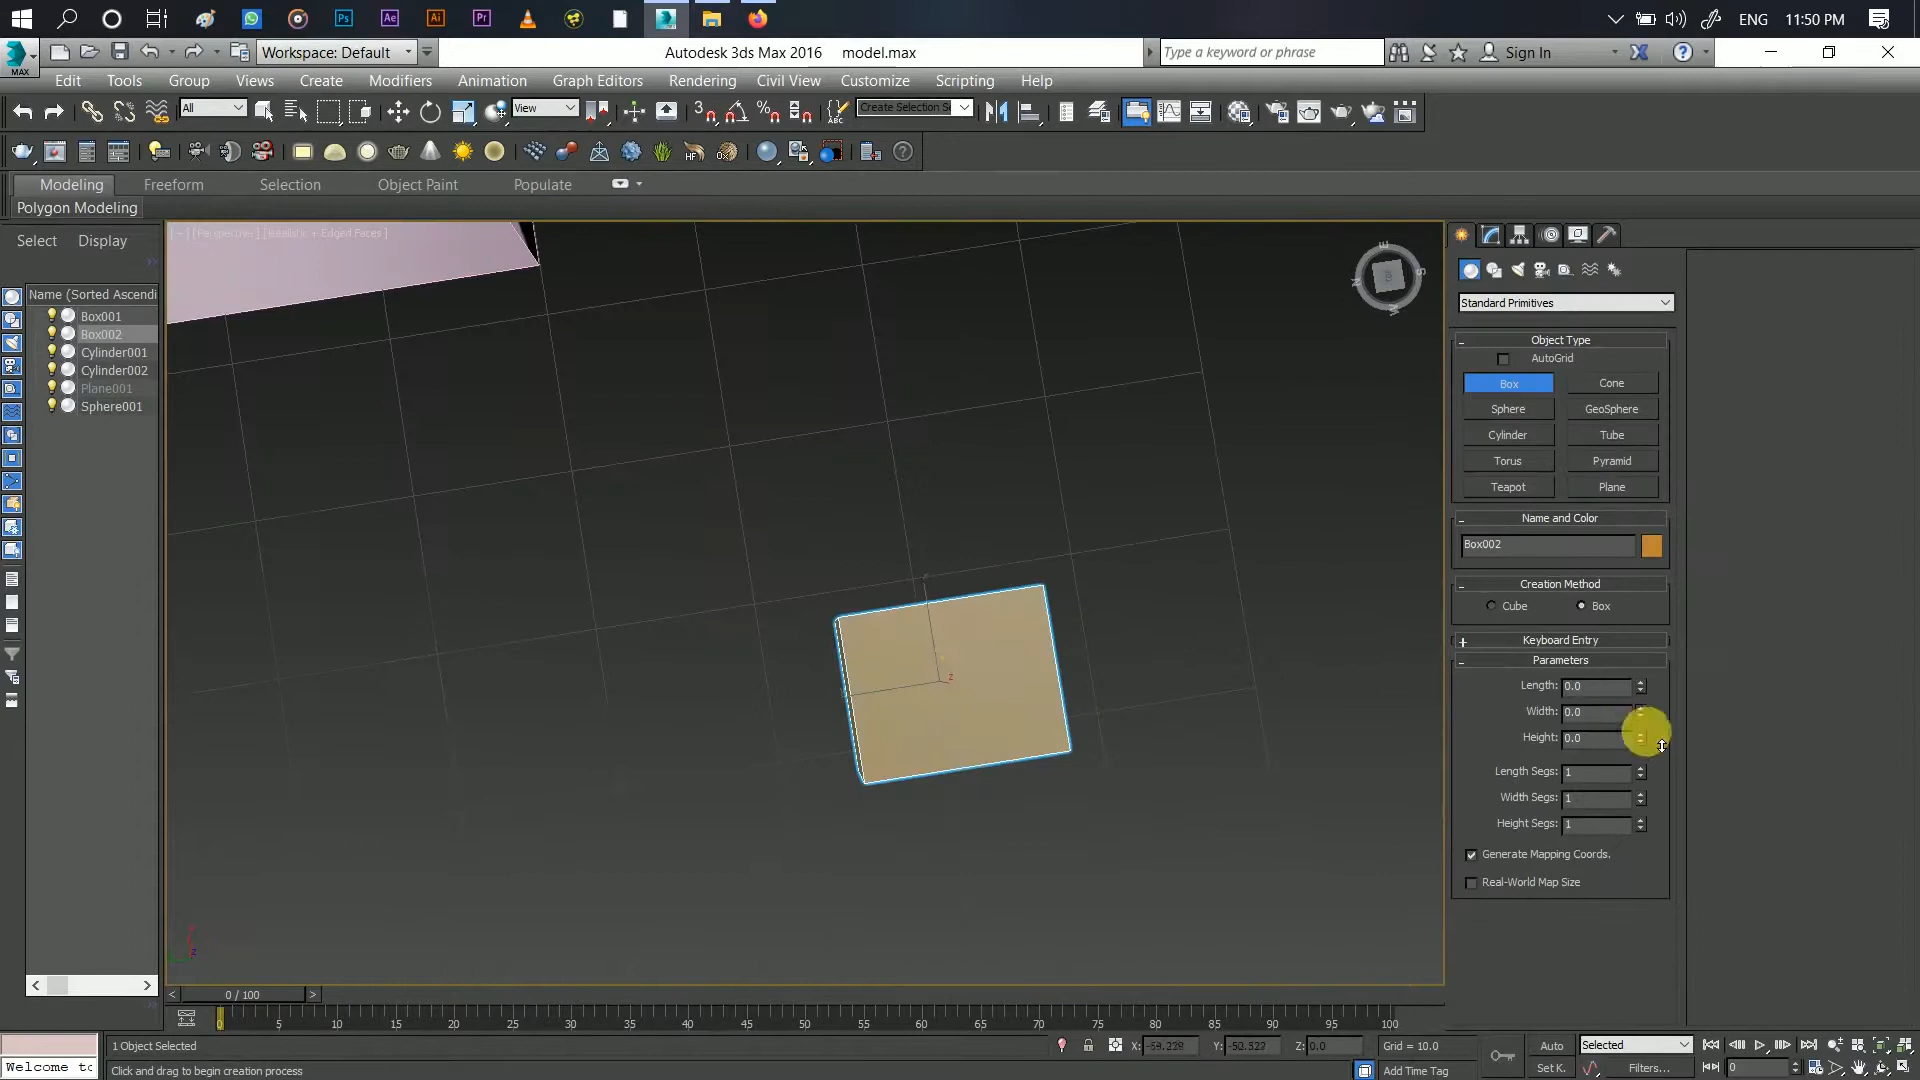 ENG 11:50 PM
MAX
Workspace: Default
Autodesk 3ds Max 2016 model.max
Type a keyword or phrase
Sign In
Edit Tools Group Views Create Modifiers Animation Graph Editors Rendering Civil View Customize Scripting Help
All
View
Create Selection Se
Modeling Freeform Selection Object Paint Populate
Polygon Modeling
Select Display
Name (Sorted Ascendi
Box001
Box002
Cylinder001
Cylinder002
Plane001
Sphere001
[+] [Perspective] [Realistic + Edged Faces]
Standard Primitives
- Object Type
AutoGrid
Box Cone
Sphere GeoSphere
Cylinder Tube
Torus Pyramid
Teapot Plane
- Name and Color
Box002
- Creation Method
Cube Box
+ Keyboard Entry
- Parameters
Length: 0.0
Width: 0.0
Height: 0.0
Length Segs: 1
Width Segs: 1
Height Segs: 1
Generate Mapping Coords.
Real-World Map Size
< 0 / 100 >
0 5 10 15 20 25 30 35 40 45 50 55 60 65 70 75 80 85 90 95 100
1 Object Selected
X: -59.229 Y: -50.327 Z: 0.0
Grid = 10.0
Auto Selected
Welcome to
Click and drag to begin creation process
Add Time Tag
Set K. Filters...
0